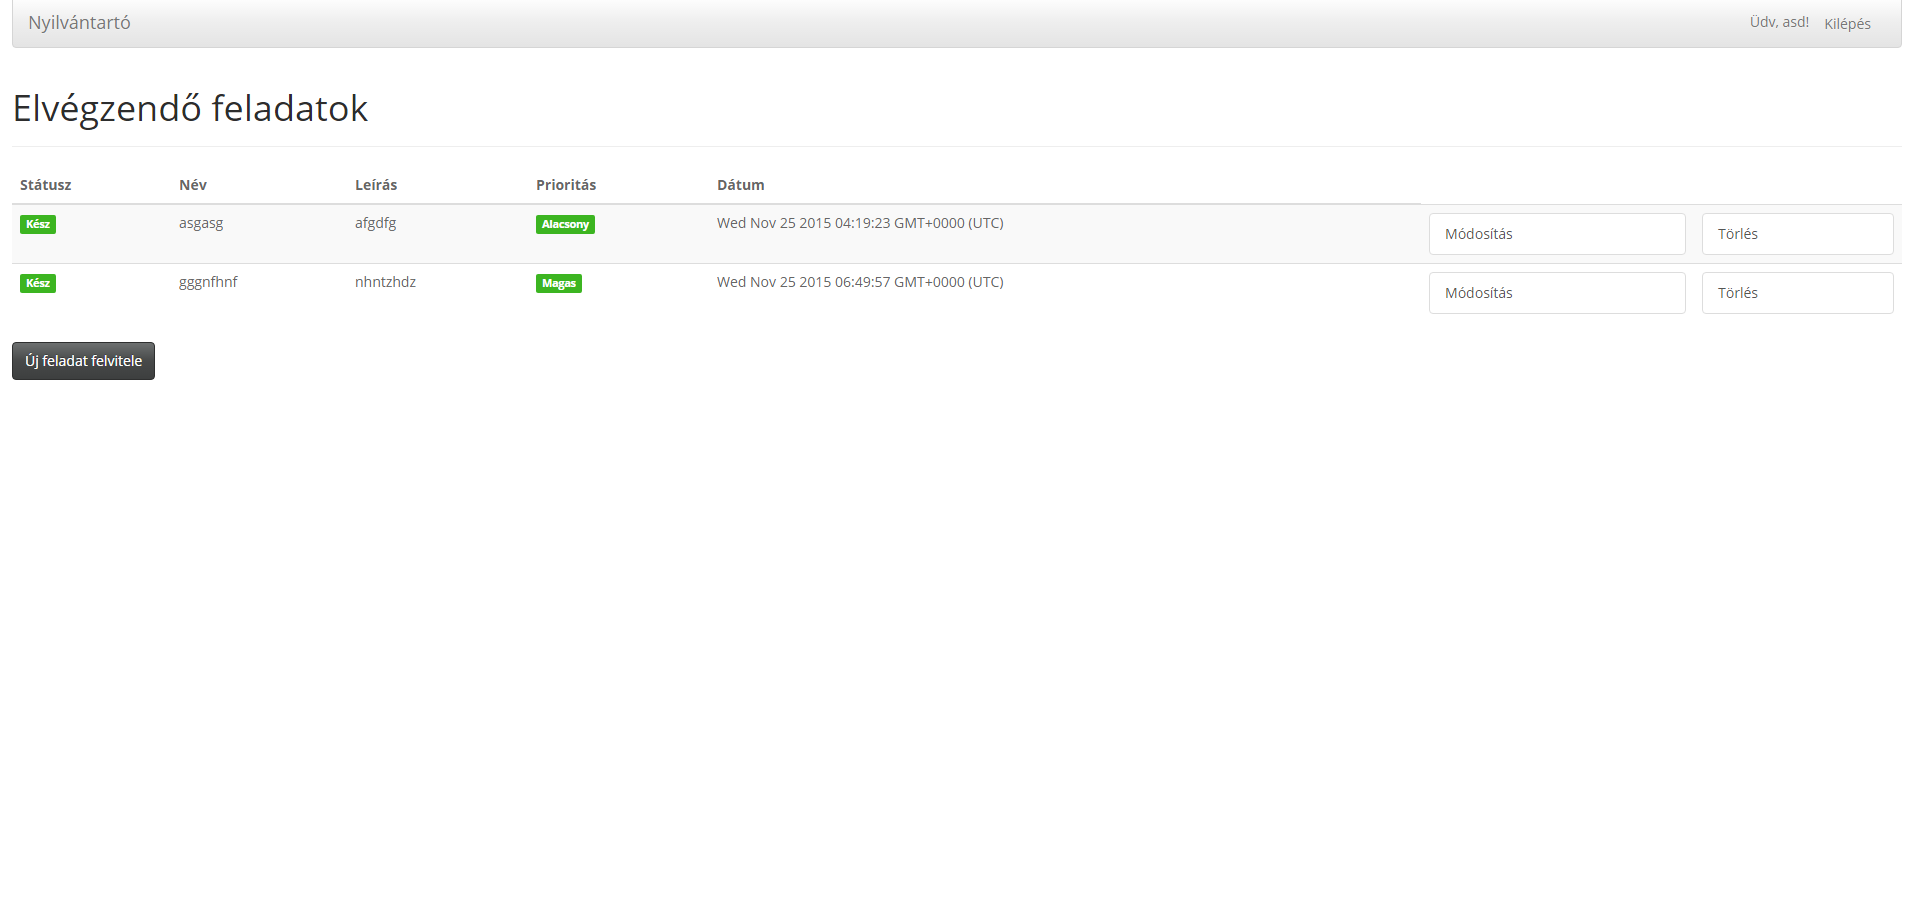 Nyilvántartó Üdv, asd! Kilépés
Elvégzendő feladatok
Státusz Név Leírás Prioritás Dátum
Kész asgasg afgdfg Alacsony Wed Nov 25 2015 04:19:23 GMT+0000 (UTC) Módosítás Törlés
Kész gggnfhnf nhntzhdz Magas Wed Nov 25 2015 06:49:57 GMT+0000 (UTC) Módosítás Törlés
Új feladat felvitele